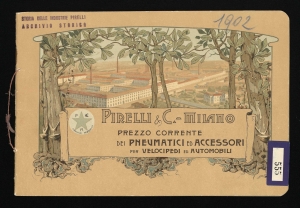 STORIA DELLE INDUSTRIE PIRELLI
ARCHIVIO STORICO
1902
PIRELLI & C. - MILANO
PREZZO CORRENTE
DEI PNEUMATICI ED ACCESSORI
PER VELOCIPEDI ED AUTOMOBILI
555